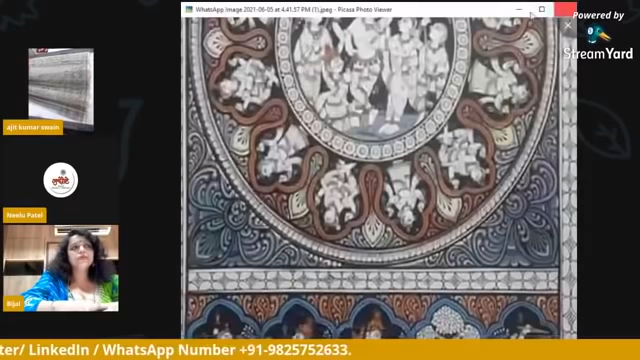 WhatsApp Image 2021-06-05 at 4.41.57 PM (1).jpeg - Picasa Photo Viewer
Powered by
StreamYard
ajit kumar swain
Neelu Patel
Bijal
ter/ LinkedIn / WhatsApp Number +91-9825752633.